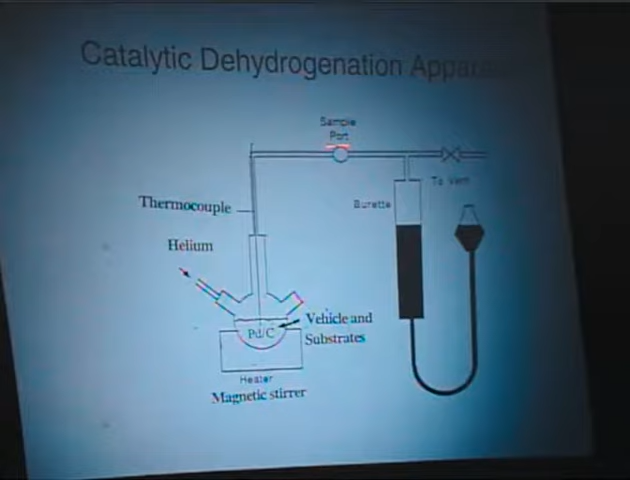 Catalytic Dehydrogenation
Sample
Port
To Vent
Thermocouple
Burette
Helium
Vehicle and
Pd/C
Substrates
Heater
Magnetic stirrer